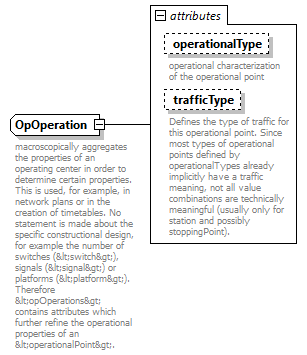 attributes
operationalType
operational characterization
of the operational point
trafficType
Defines the type of traffic for
this operational point. Since
most types of operational
points defined by
operationalTypes already
implicitly have a traffic
meaning, not all value
combinations are technically
meaningful (usually only for
station and possibly
stoppingPoint).
OpOperation
macroscopically aggregates
the properties of an
operating center in order to
determine certain properties.
This is used, for example, in
network plans or in the
creation of timetables. No
statement is made about the
specific constructional design,
for example the number of
switches (&lt;switch&gt;),
signals (&lt;signal&gt;) or
platforms (&lt;platform&gt;).
Therefore
&lt;opOperations&gt;
contains attributes which
further refine the operational
properties of an
&lt;operationalPoint&gt;.